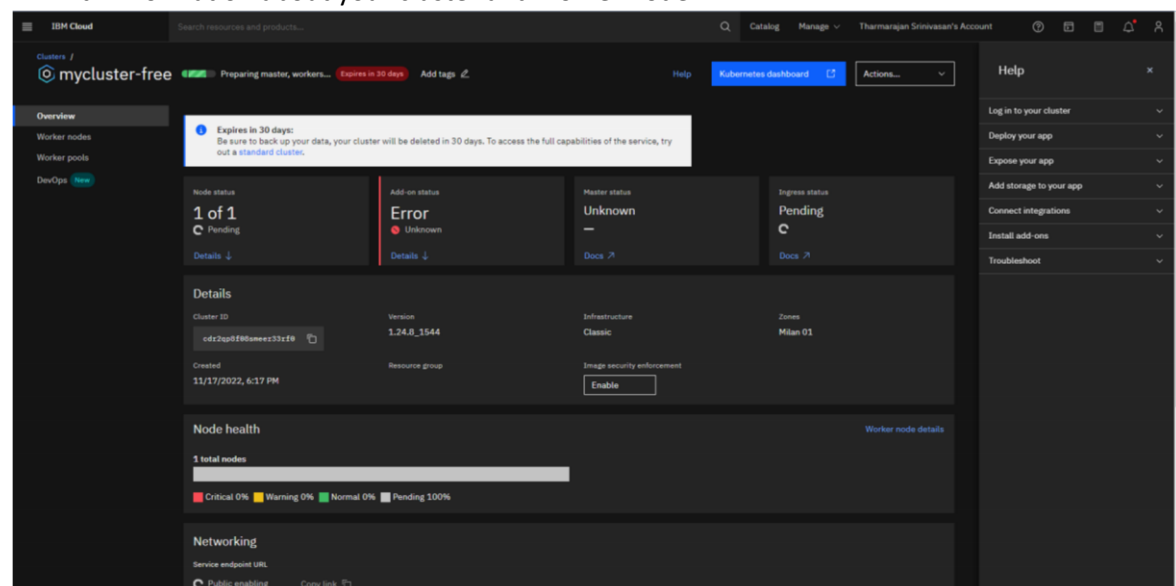 IBM Cloud
Search resources and products...
Catalog
Manage
Tharmarajan Srinivasan's Account
Clusters /
mycluster-free
Preparing master, workers...
Expires in 30 days
Add tags
Help
Kubernetes dashboard
Actions...
Overview
Worker nodes
Worker pools
DevOps New
Expires in 30 days:
Be sure to back up your data, your cluster will be deleted in 30 days. To access the full capabilities of the service, try
out a standard cluster.
Node status
1 of 1
Pending
Details ↓
Add-on status
Error
Unknown
Details ↓
Master status
Unknown
—
Docs
Ingress status
Pending
Docs
Details
Cluster ID
Version
1.24.8_1544
Infrastructure
Classic
Zones
Milan 01
Created
11/17/2022, 6:17 PM
Resource group
Image security enforcement
Enable
Node health
Worker node details
1 total nodes
Critical 0% Warning 0% Normal 0% Pending 100%
Networking
Service endpoint URL
Public enabling
Copy link
Help
Log in to your cluster
Deploy your app
Expose your app
Add storage to your app
Connect integrations
Install add-ons
Troubleshoot